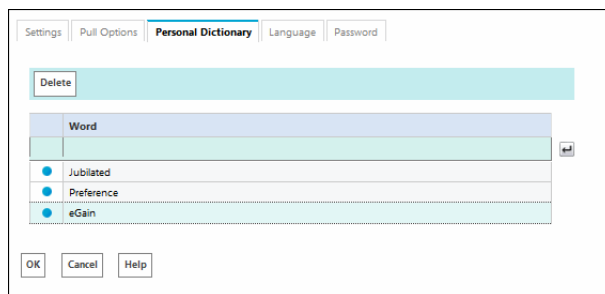 Settings Pull Options Personal Dictionary Language Password
Delete
Word
Jubilated
Preference
eGain
OK Cancel Help